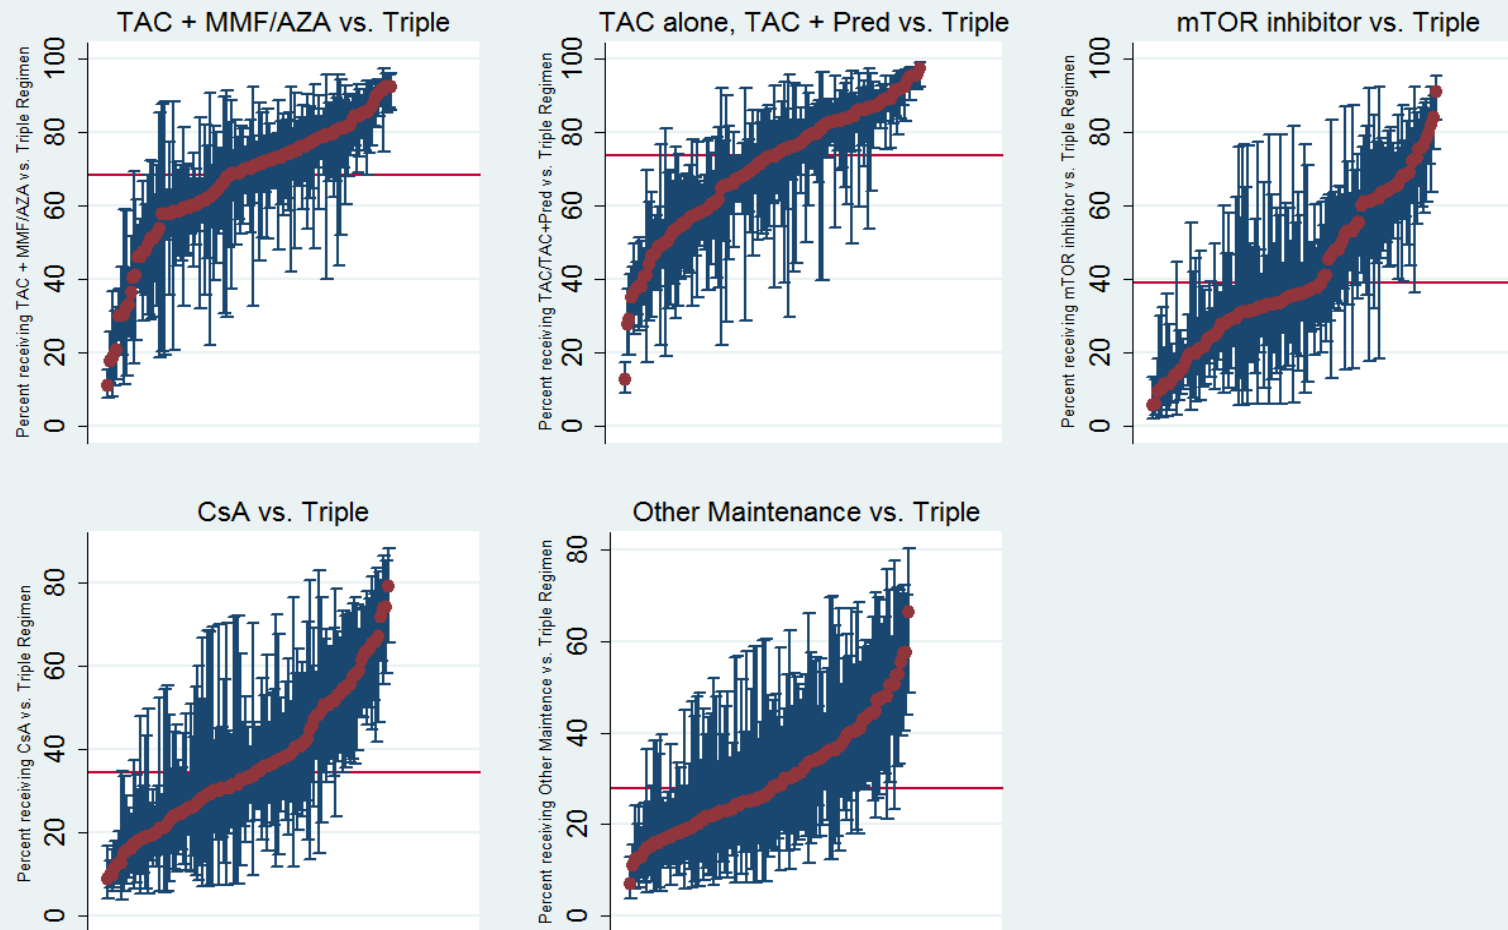 TAC + MMF/AZA vs. Triple
Percent receiving TAC + MMF/AZA vs. Triple Regimen
100
80
60
40
20
0
TAC alone, TAC + Pred vs. Triple
Percent receiving TAC/TAC+Pred vs. Triple Regimen
100
80
60
40
20
0
mTOR inhibitor vs. Triple
Percent receiving mTOR inhibitor vs. Triple Regimen
100
80
60
40
20
0
CsA vs. Triple
Percent receiving CsA vs. Triple Regimen
80
60
40
20
0
Other Maintenance vs. Triple
Percent receiving Other Maintence vs. Triple Regimen
80
60
40
20
0